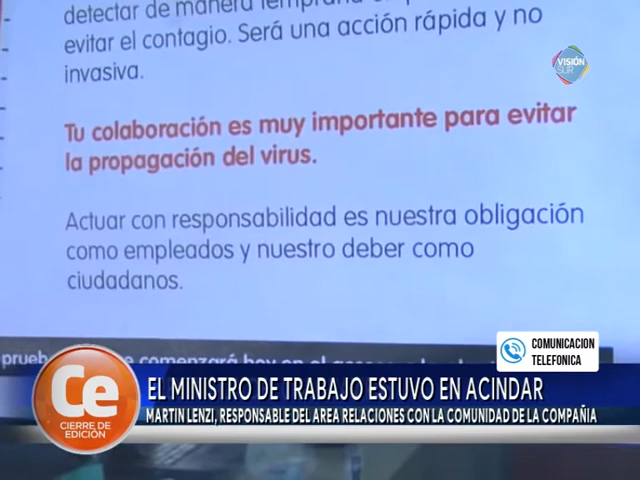 detectar de manera temprana
evitar el contagio. Será una acción rápida y no
invasiva.
Tu colaboración es muy importante para evitar
la propagación del virus.
Actuar con responsabilidad es nuestra obligación
como empleados y nuestro deber como
ciudadanos.
VISIÓN
SUR
comenzará hoy en el
COMUNICACION
TELEFONICA
Ce
CIERRE DE
EDICIÓN
EL MINISTRO DE TRABAJO ESTUVO EN ACINDAR
MARTIN LENZI, RESPONSABLE DEL AREA RELACIONES CON LA COMUNIDAD DE LA COMPAÑIA